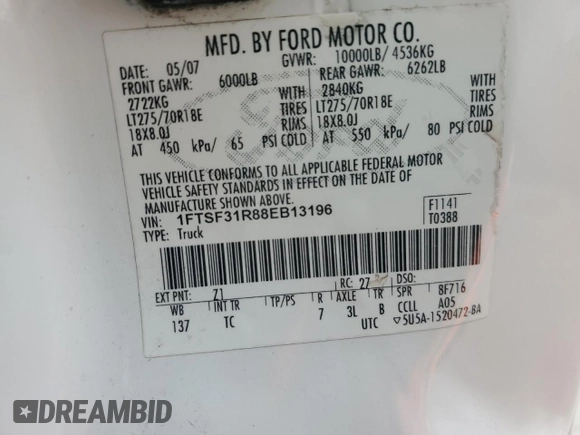 MFD. BY FORD MOTOR CO.
DATE: 05/07 GVWR: 10000LB/ 4536KG
FRONT GAWR: 6000LB REAR GAWR: 6262LB
2722KG WITH 2840KG WITH
LT275/70R18E TIRES LT275/70R18E TIRES
18X8.0J RIMS 18X8.0J RIMS
AT 450 kPa/ 65 PSI COLD AT 550 kPa/ 80 PSI COLD
THIS VEHICLE CONFORMS TO ALL APPLICABLE FEDERAL MOTOR
VEHICLE SAFETY STANDARDS IN EFFECT ON THE DATE OF
MANUFACTURE SHOWN ABOVE.
VIN: 1FTSF31R88EB13196 F1141
TYPE: Truck T0388
EXT PNT: Z1 RC: 27 DSO:
WB INT TR TP/PS R AXLE TR SPR 8F716
137 TC 7 3L B CCLL A05
UTC ▽5U5A-1520472-BA
DREAMBID